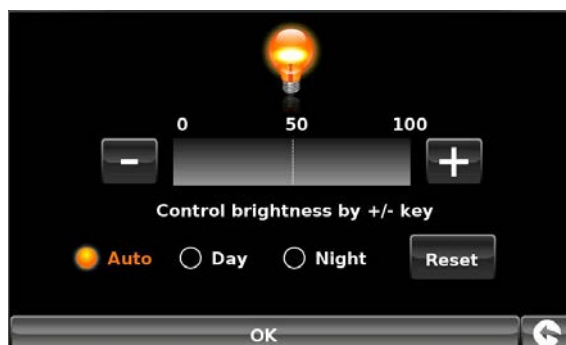 0 50 100
- +
Control brightness by +/- key
Auto Day Night Reset
OK